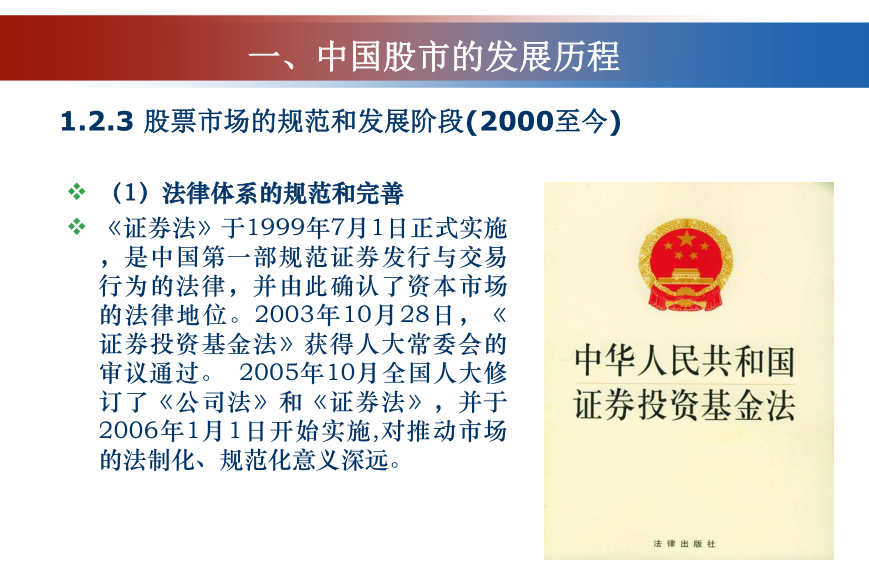 一、中国股市的发展历程
1.2.3 股票市场的规范和发展阶段(2000至今)
（1）法律体系的规范和完善
《证券法》于1999年7月1日正式实施
，是中国第一部规范证券发行与交易
行为的法律，并由此确认了资本市场
的法律地位。2003年10月28日，《
证券投资基金法》获得人大常委会的
审议通过。 2005年10月全国人大修
订了《公司法》和《证券法》，并于
2006年1月1日开始实施,对推动市场
的法制化、规范化意义深远。
中华人民共和国
证券投资基金法
法律出版社